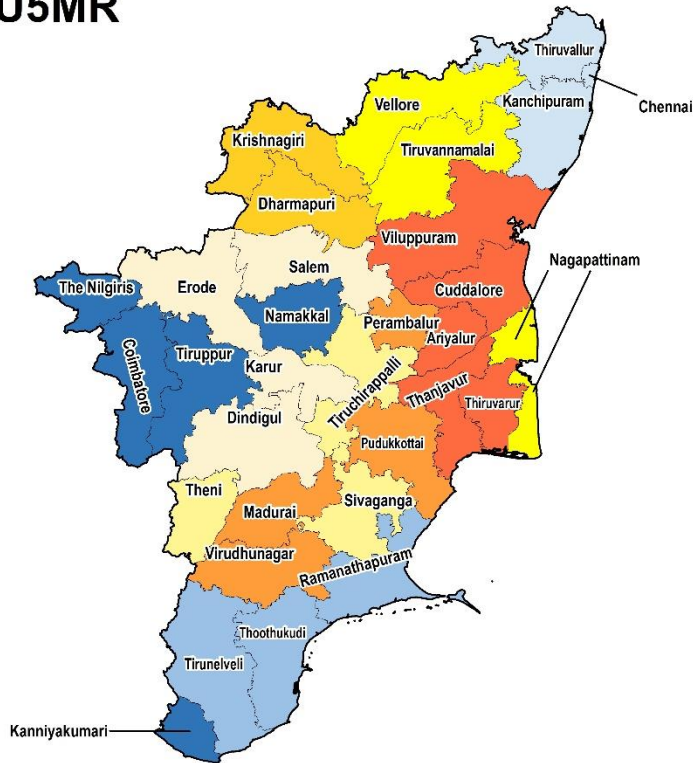 U5MR
Thiruvallur
Chennai
Kanchipuram
Vellore
Tiruvannamalai
Krishnagiri
Dharmapuri
Viluppuram
Nagapattinam
Salem
The Nilgiris
Erode
Cuddalore
Namakkal
Perambalur
Ariyalur
Tiruppur
Coimbatore
Karur
Tiruchirappalli
Thanjavur
Thiruvarur
Dindigul
Pudukkottai
Theni
Sivaganga
Madurai
Virudhunagar
Ramanathapuram
Thoothukudi
Tirunelveli
Kanniyakumari